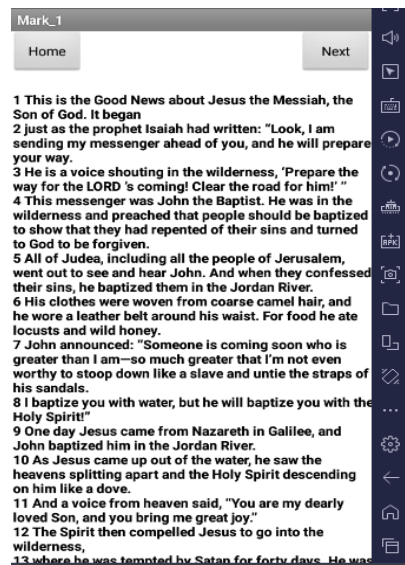 Mark_1
Home
Next
1 This is the Good News about Jesus the Messiah, the
Son of God. It began
2 just as the prophet Isaiah had written: “Look, I am
sending my messenger ahead of you, and he will prepare
your way.
3 He is a voice shouting in the wilderness, ‘Prepare the
way for the LORD ’s coming! Clear the road for him!’ ”
4 This messenger was John the Baptist. He was in the
wilderness and preached that people should be baptized
to show that they had repented of their sins and turned
to God to be forgiven.
5 All of Judea, including all the people of Jerusalem,
went out to see and hear John. And when they confessed
their sins, he baptized them in the Jordan River.
6 His clothes were woven from coarse camel hair, and
he wore a leather belt around his waist. For food he ate
locusts and wild honey.
7 John announced: “Someone is coming soon who is
greater than I am—so much greater that I’m not even
worthy to stoop down like a slave and untie the straps of
his sandals.
8 I baptize you with water, but he will baptize you with the
Holy Spirit!”
9 One day Jesus came from Nazareth in Galilee, and
John baptized him in the Jordan River.
10 As Jesus came up out of the water, he saw the
heavens splitting apart and the Holy Spirit descending
on him like a dove.
11 And a voice from heaven said, “You are my dearly
loved Son, and you bring me great joy.”
12 The Spirit then compelled Jesus to go into the
wilderness,
13 where he was tempted by Satan for forty days. He was
APK